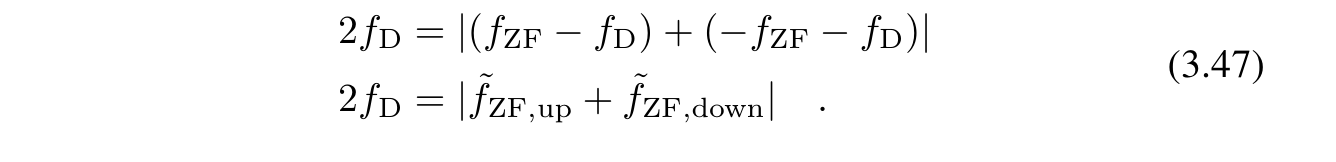 2f_D = |(f_ZF − f_D) + (−f_ZF − f_D)|
2f_D = |f̃_ZF,up + f̃_ZF,down| .
(3.47)